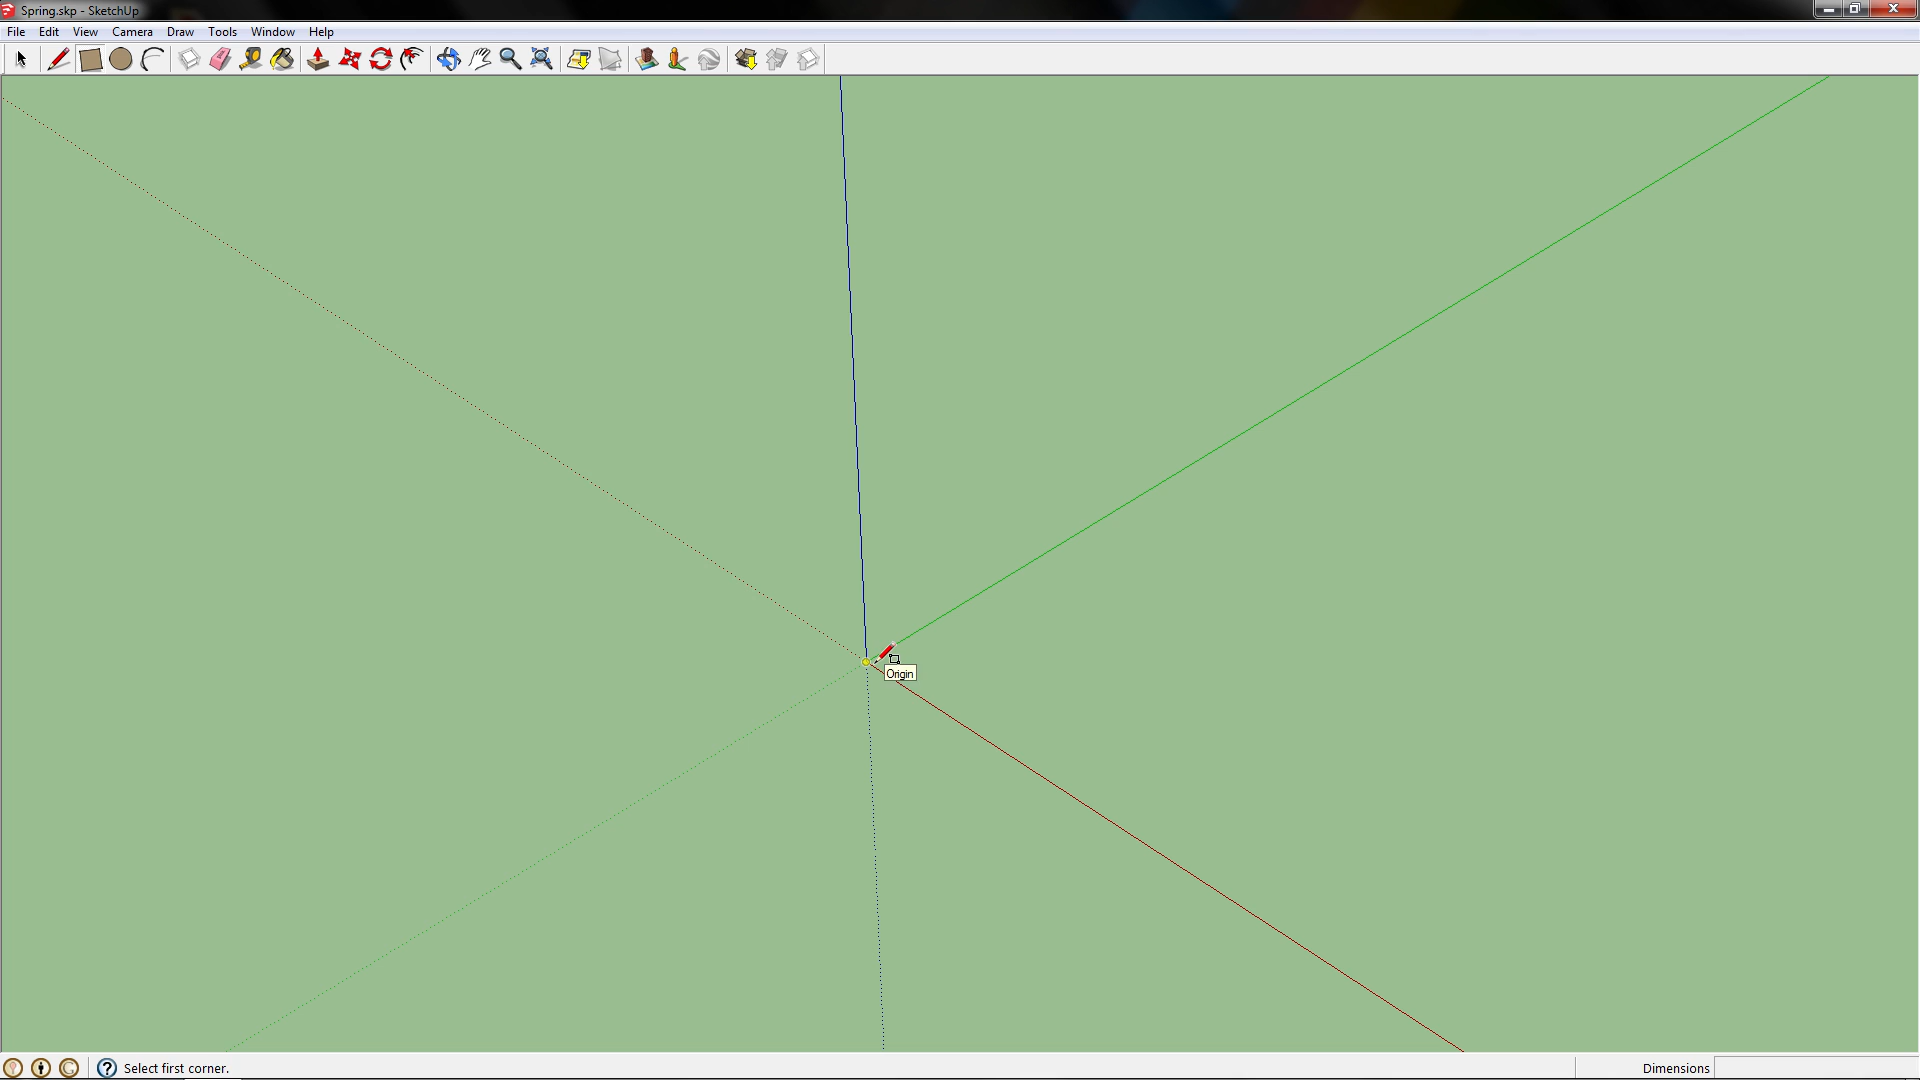 Spring.skp - SketchUp
File Edit View Camera Draw Tools Window Help
Origin
Select first corner.
Dimensions